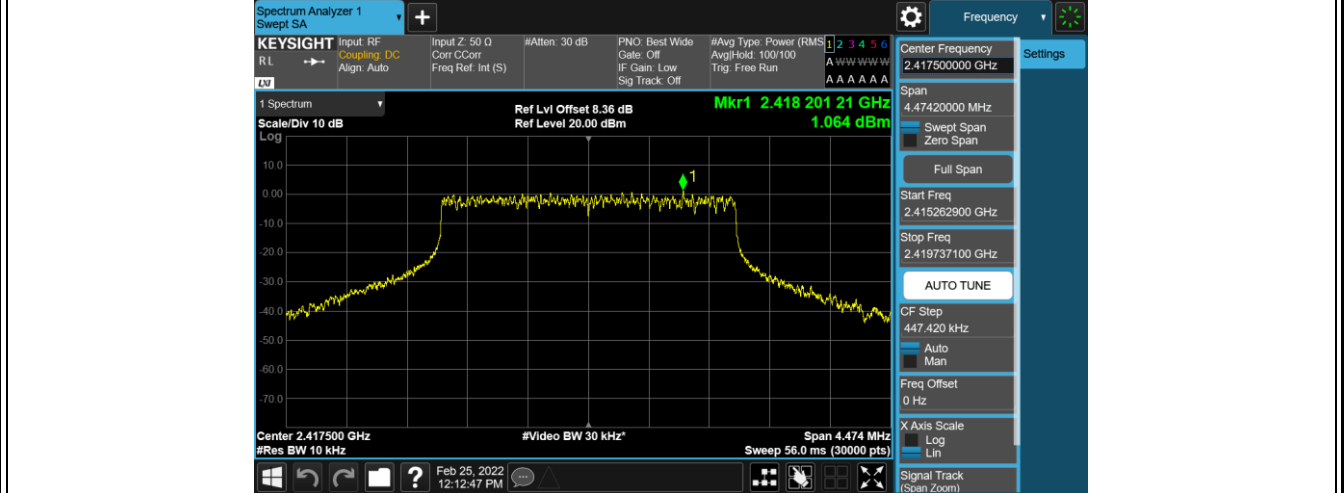 Spectrum Analyzer 1
Swept SA
+
Frequency
KEYSIGHT
R L
LXI
Input: RF
Coupling: DC
Align: Auto
Input Z: 50 Ω
Corr CCorr
Freq Ref: Int (S)
#Atten: 30 dB
PNO: Best Wide
Gate: Off
IF Gain: Low
Sig Track: Off
#Avg Type: Power (RMS
Avg|Hold: 100/100
Trig: Free Run
1 2 3 4 5 6
A W W W W W
A A A A A A
Center Frequency
2.417500000 GHz
Settings
Span
4.47420000 MHz
Swept Span
Zero Span
Full Span
Start Freq
2.415262900 GHz
Stop Freq
2.419737100 GHz
AUTO TUNE
CF Step
447.420 kHz
Auto
Man
Freq Offset
0 Hz
X Axis Scale
Log
Lin
Signal Track
(Span Zoom)
1 Spectrum
Scale/Div 10 dB
Ref Lvl Offset 8.36 dB
Ref Level 20.00 dBm
Mkr1 2.418 201 21 GHz
1.064 dBm
Log
10.0
0.00
-10.0
-20.0
-30.0
-40.0
-50.0
-60.0
-70.0
1
Center 2.417500 GHz
#Res BW 10 kHz
#Video BW 30 kHz*
Span 4.474 MHz
Sweep 56.0 ms (30000 pts)
?
Feb 25, 2022
12:12:47 PM